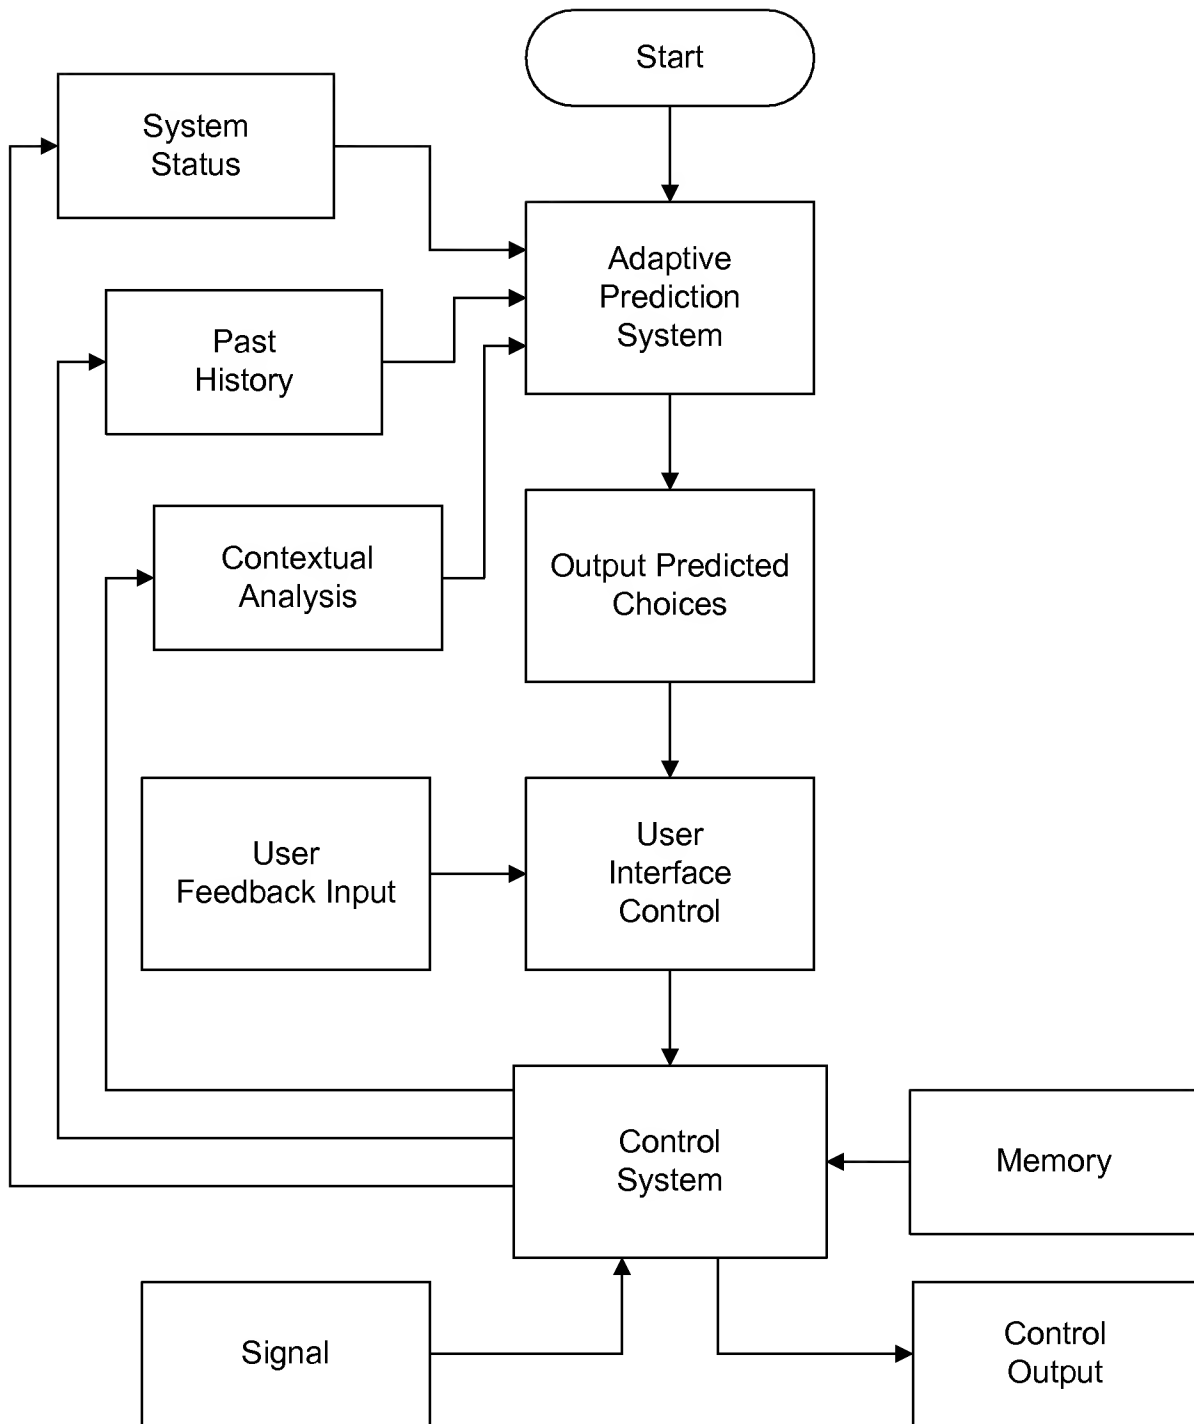 Start
System
Status
Adaptive
Prediction
System
Past
History
Contextual
Analysis
Output Predicted
Choices
User
Feedback Input
User
Interface
Control
Control
System
Memory
Signal
Control
Output